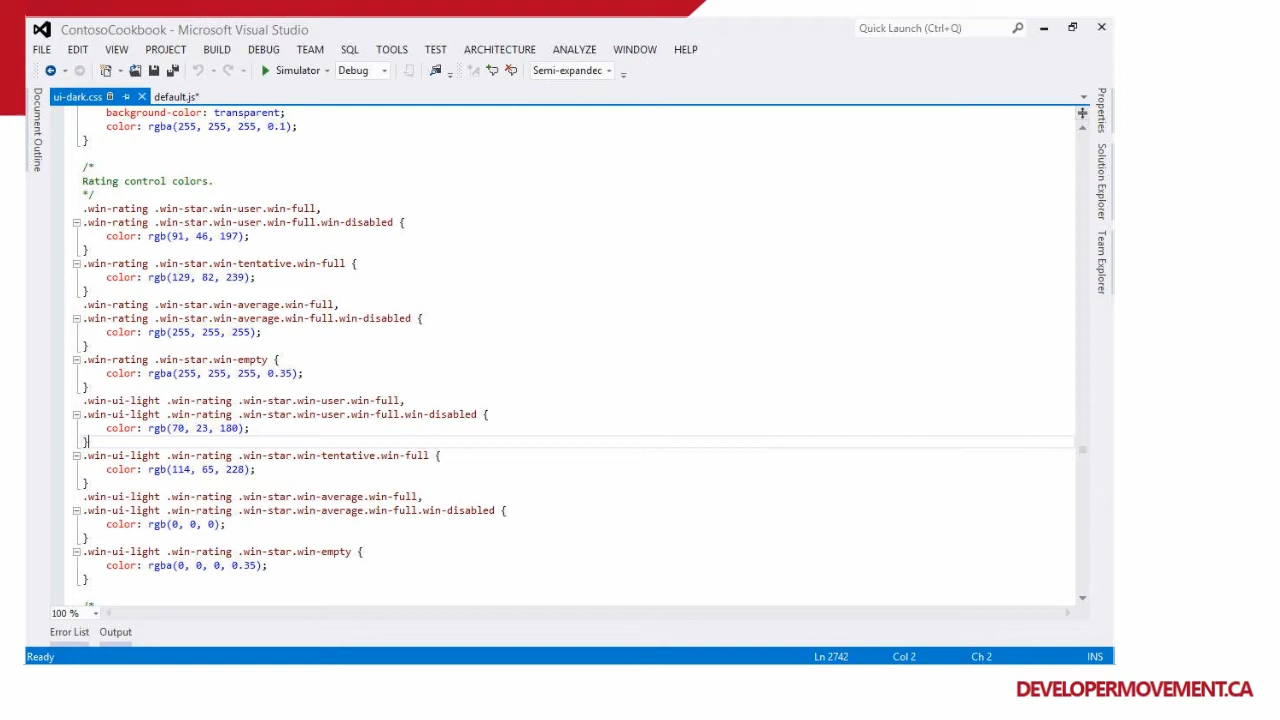 ContosoCookbook - Microsoft Visual Studio
Quick Launch (Ctrl+Q)
FILE EDIT VIEW PROJECT BUILD DEBUG TEAM SQL TOOLS TEST ARCHITECTURE ANALYZE WINDOW HELP
Simulator Debug Semi-expandec
ui-dark.css default.js*
Document Outline
Properties
Solution Explorer
Team Explorer
background-color: transparent;
color: rgba(255, 255, 255, 0.1);
}
/*
Rating control colors.
*/
.win-rating .win-star.win-user.win-full,
.win-rating .win-star.win-user.win-full.win-disabled {
color: rgb(91, 46, 197);
}
.win-rating .win-star.win-tentative.win-full {
color: rgb(129, 82, 239);
}
.win-rating .win-star.win-average.win-full,
.win-rating .win-star.win-average.win-full.win-disabled {
color: rgb(255, 255, 255);
}
.win-rating .win-star.win-empty {
color: rgba(255, 255, 255, 0.35);
}
.win-ui-light .win-rating .win-star.win-user.win-full,
.win-ui-light .win-rating .win-star.win-user.win-full.win-disabled {
color: rgb(70, 23, 180);
}
.win-ui-light .win-rating .win-star.win-tentative.win-full {
color: rgb(114, 65, 228);
}
.win-ui-light .win-rating .win-star.win-average.win-full,
.win-ui-light .win-rating .win-star.win-average.win-full.win-disabled {
color: rgb(0, 0, 0);
}
.win-ui-light .win-rating .win-star.win-empty {
color: rgba(0, 0, 0, 0.35);
}
/*
100 %
Error List Output
Ready Ln 2742 Col 2 Ch 2 INS
DEVELOPERMOVEMENT.CA